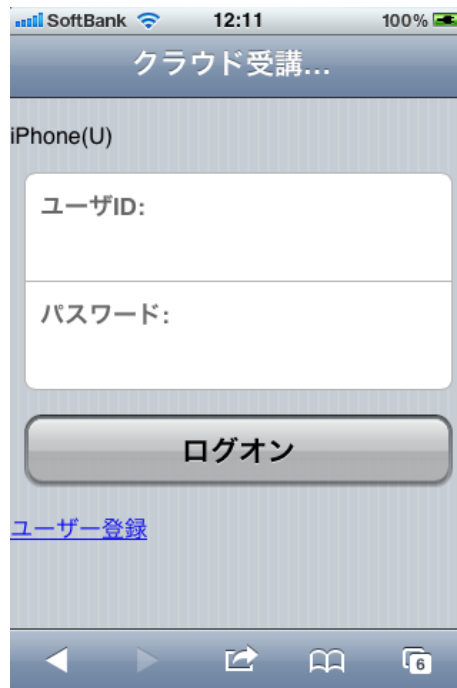 SoftBank 12:11 100%
クラウド受講...
iPhone(U)
ユーザID:
パスワード:
ログオン
ユーザー登録
6